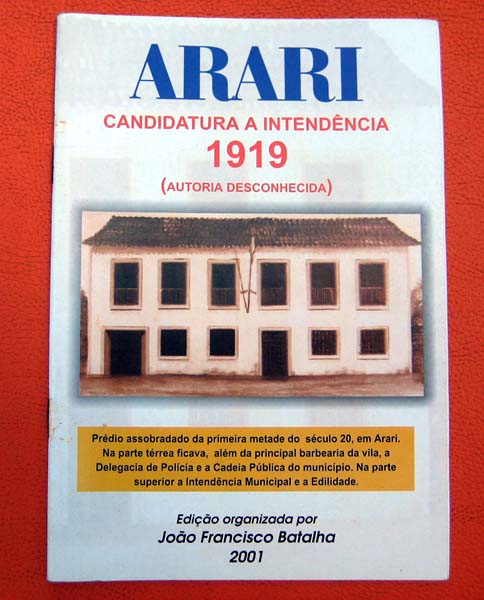 ARARI
CANDIDATURA A INTENDÊNCIA
1919
(AUTORIA DESCONHECIDA)
Prédio assobradado da primeira metade do século 20, em Arari.
Na parte térrea ficava, além da principal barbearia da vila, a
Delegacia de Polícia e a Cadeia Pública do município. Na parte
superior a Intendência Municipal e a Edilidade.
Edição organizada por
João Francisco Batalha
2001